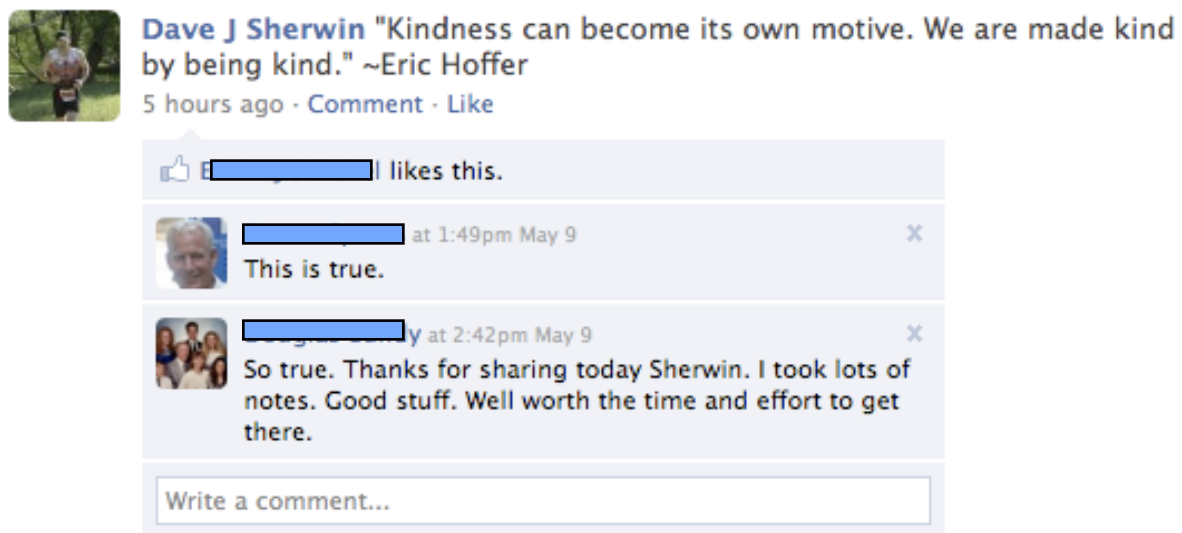 Dave J Sherwin "Kindness can become its own motive. We are made kind
by being kind." ~Eric Hoffer
5 hours ago · Comment · Like
likes this.
at 1:49pm May 9
This is true.
at 2:42pm May 9
So true. Thanks for sharing today Sherwin. I took lots of
notes. Good stuff. Well worth the time and effort to get
there.
Write a comment...